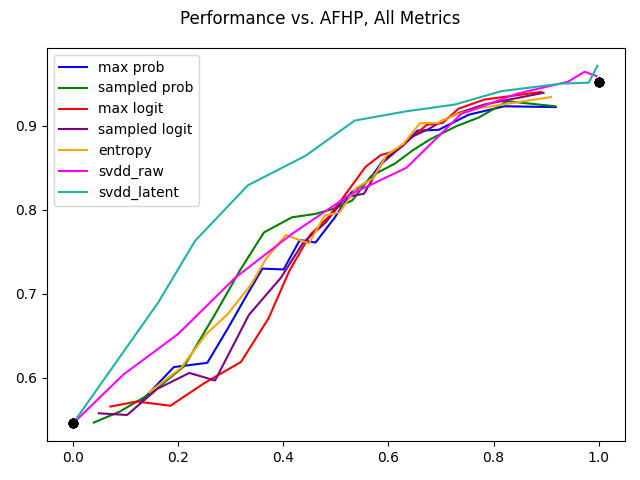 Performance vs. AFHP, All Metrics
max prob
sampled prob
max logit
sampled logit
entropy
svdd_raw
svdd_latent
0.9
0.8
0.7
0.6
0.0 0.2 0.4 0.6 0.8 1.0